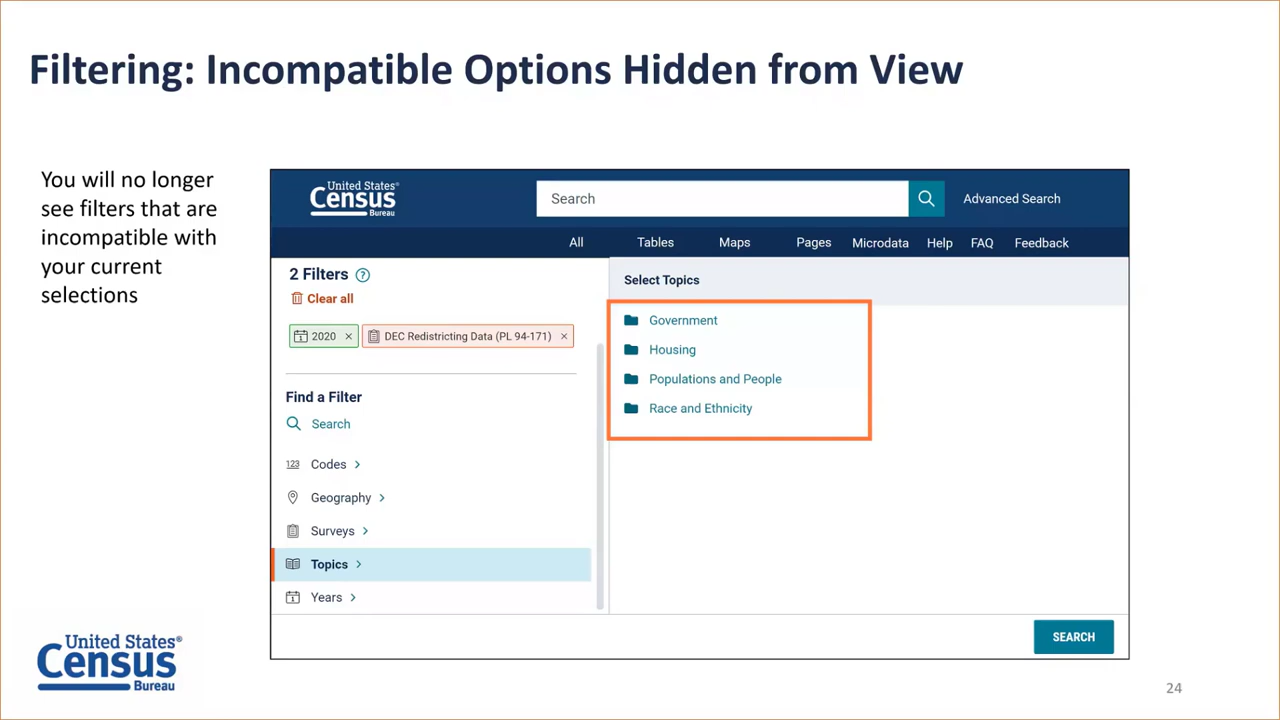 Filtering: Incompatible Options Hidden from View
You will no longer
see filters that are
incompatible with
your current
selections
United States®
Census
Bureau
Search
Advanced Search
All Tables Maps Pages Microdata Help FAQ Feedback
2 Filters ?
Clear all
1 2020 × DEC Redistricting Data (PL 94-171) ×
Find a Filter
Search
123 Codes >
Geography >
Surveys >
Topics >
1 Years >
Select Topics
Government
Housing
Populations and People
Race and Ethnicity
SEARCH
United States®
Census
Bureau
24